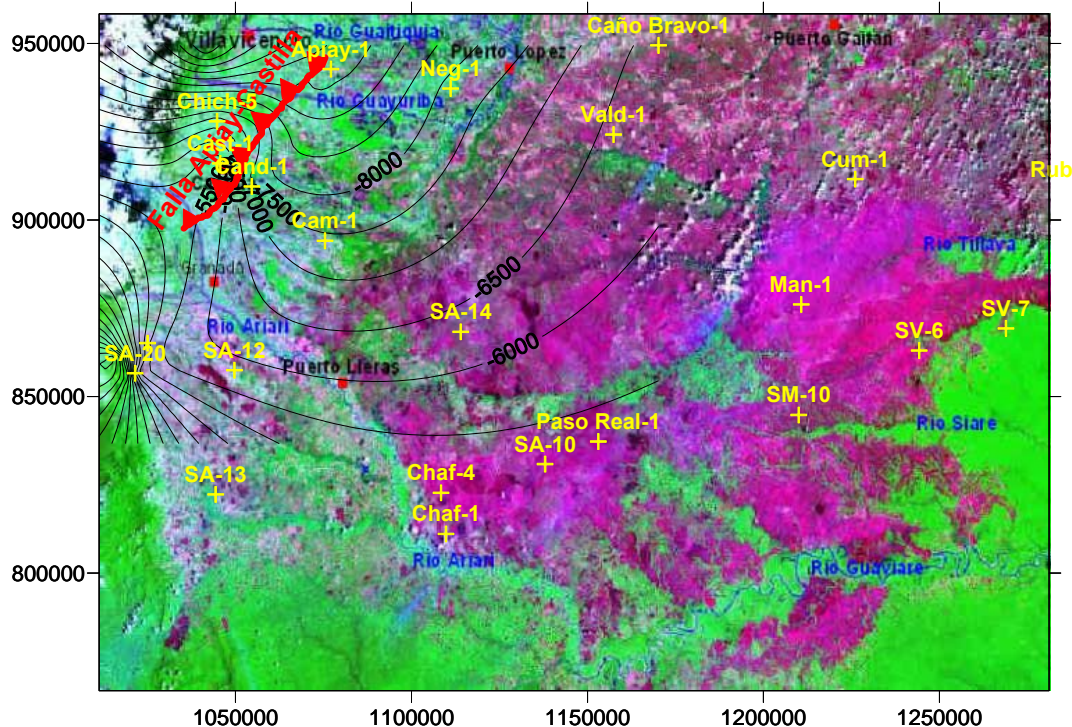 Caño Bravo-1
950000
Villavicencio
Rio Guaitiquia
Puerto Gaitan
Apiay-1
Puerto Lopez
Neg-1
Chich-5
Rio Guayuriba
Vald-1
Falla Apiay-Castilla
Cast-1
Cand-1
-8000
Cum-1
Rub
-7500
900000
Cam-1
Rio Tillava
Granada
-6500
Man-1
SA-14
SV-7
Rio Ariari
SV-6
SA-20
SA-12
-6000
Puerto Lleras
850000
SM-10
Paso Real-1
Rio Siare
SA-10
SA-13
Chaf-4
Chaf-1
Rio Ariari
Rio Guaviare
800000
1050000
1100000
1150000
1200000
1250000